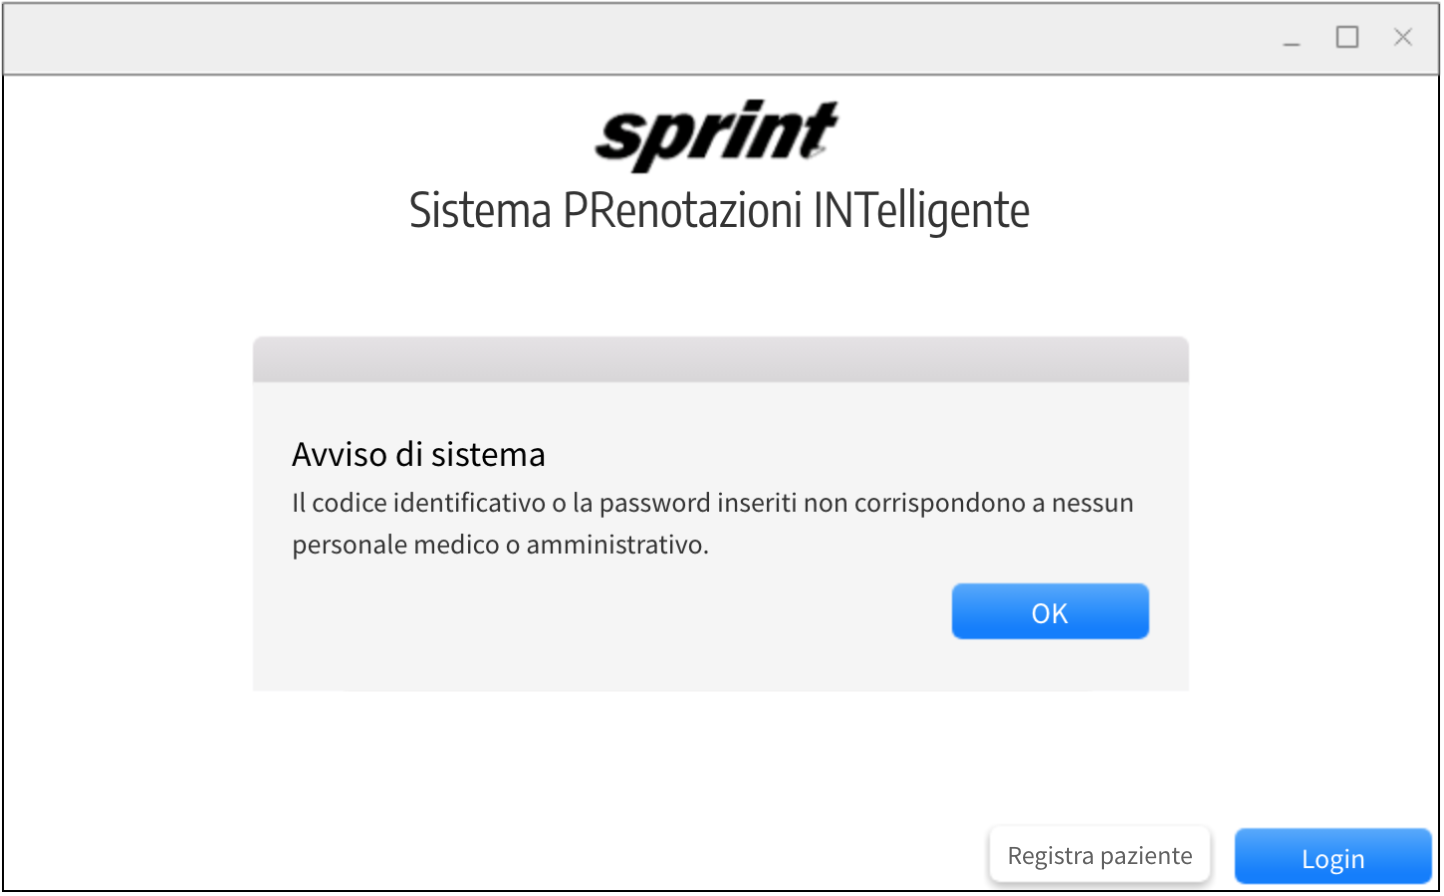 sprint
Sistema PRenotazioni INTelligente
Avviso di sistema
Il codice identificativo o la password inseriti non corrispondono a nessun
personale medico o amministrativo.
OK
Registra paziente
Login